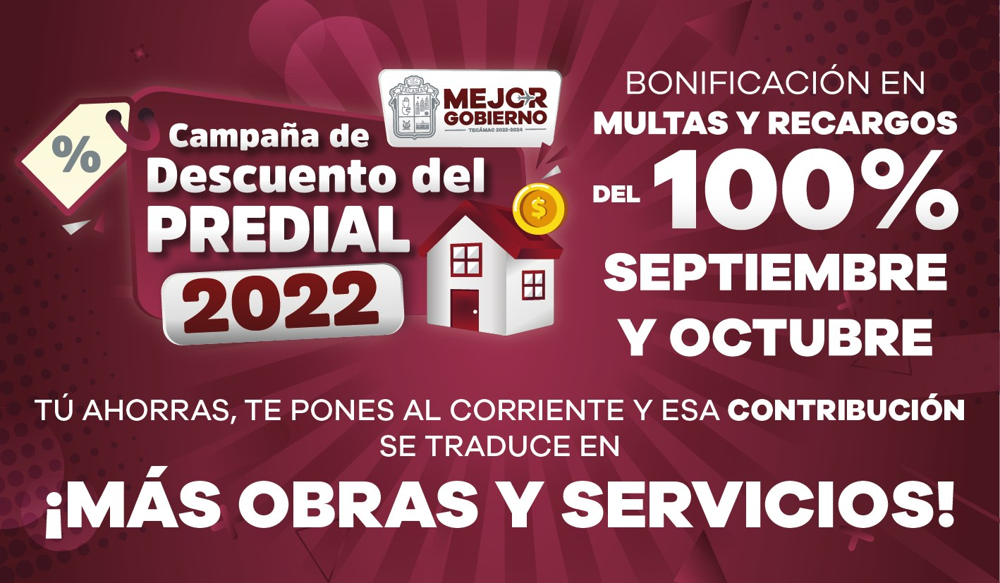 %
TECÁMAC
MEJOR
GOBIERNO
TECÁMAC 2022-2024
Campaña de
Descuento del
PREDIAL
2022
$
BONIFICACIÓN EN
MULTAS Y RECARGOS
DEL 100%
SEPTIEMBRE
Y OCTUBRE
TÚ AHORRAS, TE PONES AL CORRIENTE Y ESA CONTRIBUCIÓN
SE TRADUCE EN
¡MÁS OBRAS Y SERVICIOS!